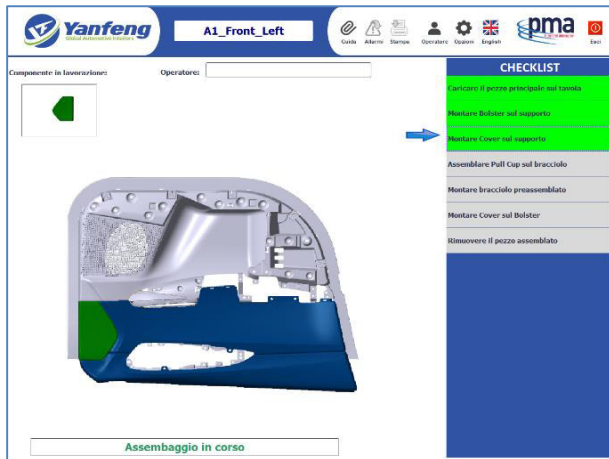 Yanfeng
Global Automotive Interiors
A1_Front_Left
Guida
Allarmi
Stampa
Operatore
Opzioni
English
pma
Esci
Componente in lavorazione:
Operatore:
CHECKLIST
Caricare il pezzo principale sul tavola
Montare Bolster sul supporto
Montare Cover sul supporto
Assemblare Pull Cup sul bracciolo
Montare bracciolo preassemblato
Montare Cover sul Bolster
Rimuovere il pezzo assemblato
Assembaggio in corso